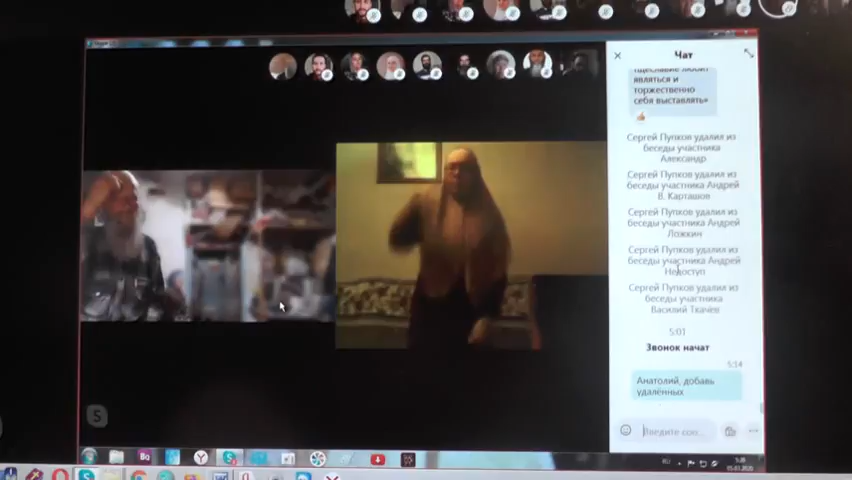 Чат
являться и
торжественно
себя выставлять»
Сергей Пупков удалил из
беседы участника
Александр
Сергей Пупков удалил из
беседы участника Андрей
В. Карташов
Сергей Пупков удалил из
беседы участника Андрей
Ложкин
Сергей Пупков удалил из
беседы участника Андрей
Недоступ
Сергей Пупков удалил из
беседы участника
Василий Ткачёв
5:01
Звонок начат
5:14
Анатолий, добавь
удалённых
Введите соо...
RU